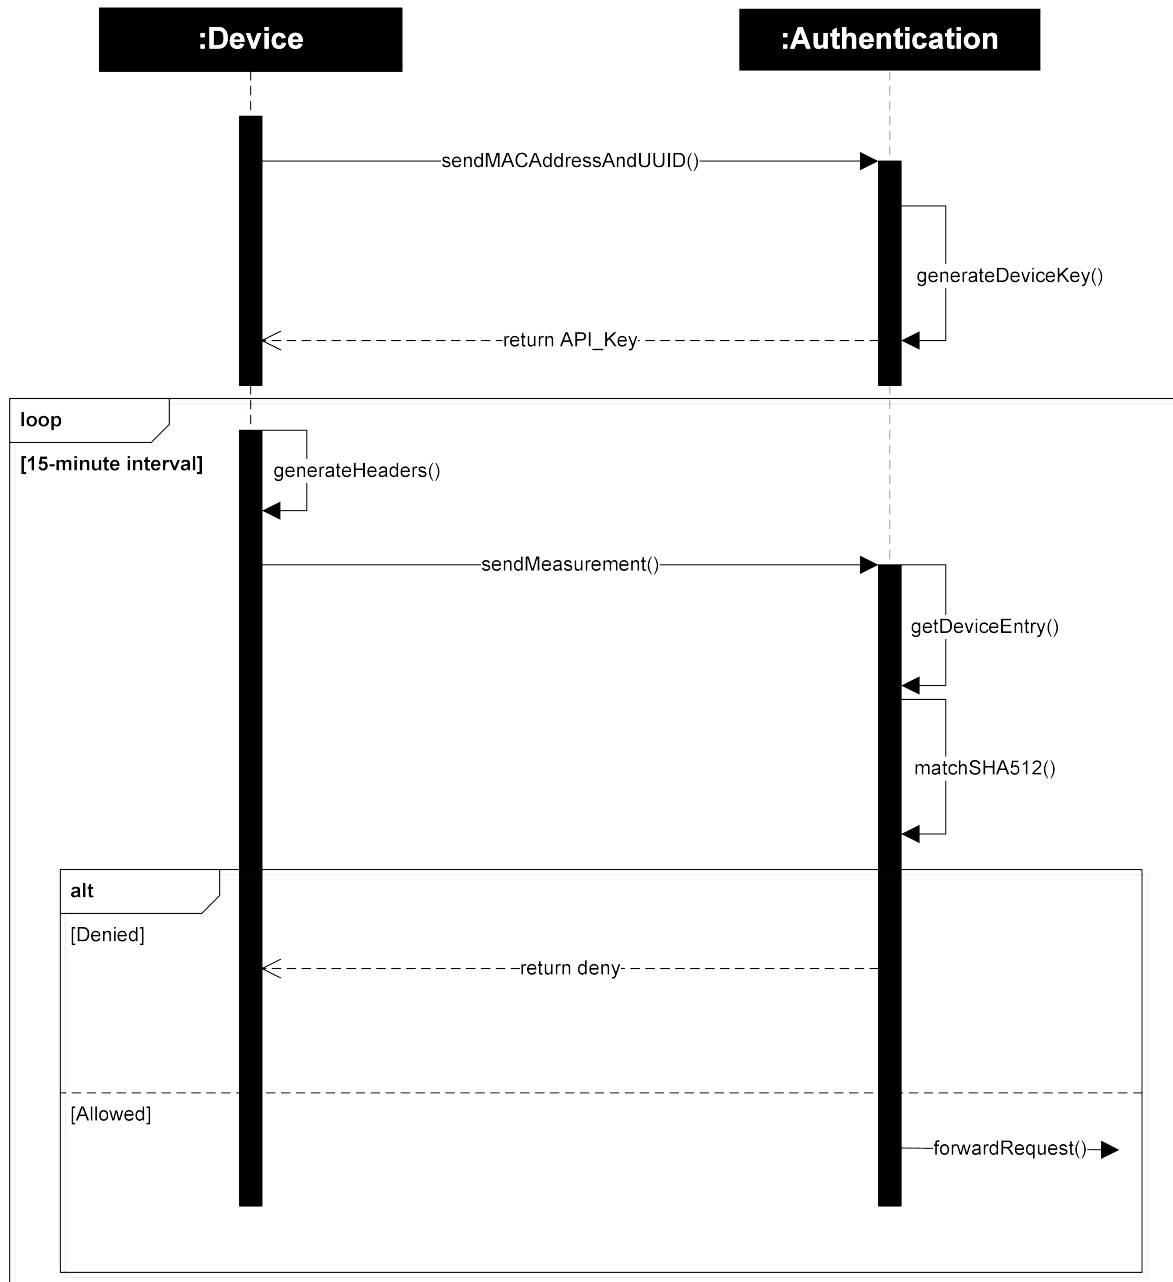 :Device
:Authentication
sendMACAddressAndUUID()
generateDeviceKey()
return API_Key
loop
[15-minute interval]
generateHeaders()
sendMeasurement()
getDeviceEntry()
matchSHA512()
alt
[Denied]
return deny
[Allowed]
forwardRequest()